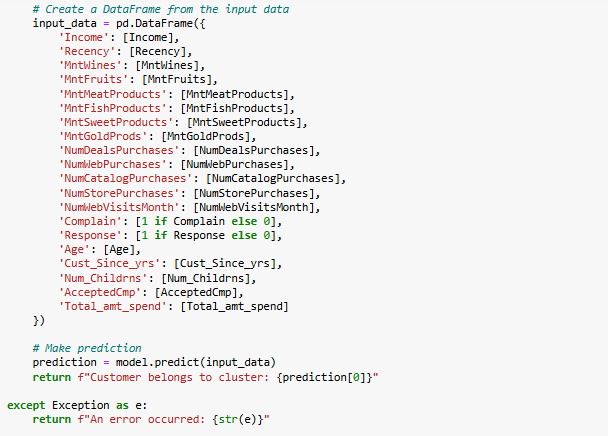 # Create a DataFrame from the input data
input_data = pd.DataFrame({
'Income': [Income],
'Recency': [Recency],
'MntWines': [MntWines],
'MntFruits': [MntFruits],
'MntMeatProducts': [MntMeatProducts],
'MntFishProducts': [MntFishProducts],
'MntSweetProducts': [MntSweetProducts],
'MntGoldProds': [MntGoldProds],
'NumDealsPurchases': [NumDealsPurchases],
'NumWebPurchases': [NumWebPurchases],
'NumCatalogPurchases': [NumCatalogPurchases],
'NumStorePurchases': [NumStorePurchases],
'NumWebVisitsMonth': [NumWebVisitsMonth],
'Complain': [1 if Complain else 0],
'Response': [1 if Response else 0],
'Age': [Age],
'Cust_Since_yrs': [Cust_Since_yrs],
'Num_Childrns': [Num_Childrns],
'AcceptedCmp': [AcceptedCmp],
'Total_amt_spend': [Total_amt_spend]
})
# Make prediction
prediction = model.predict(input_data)
return f"Customer belongs to cluster: {prediction[0]}"
except Exception as e:
return f"An error occurred: {str(e)}"